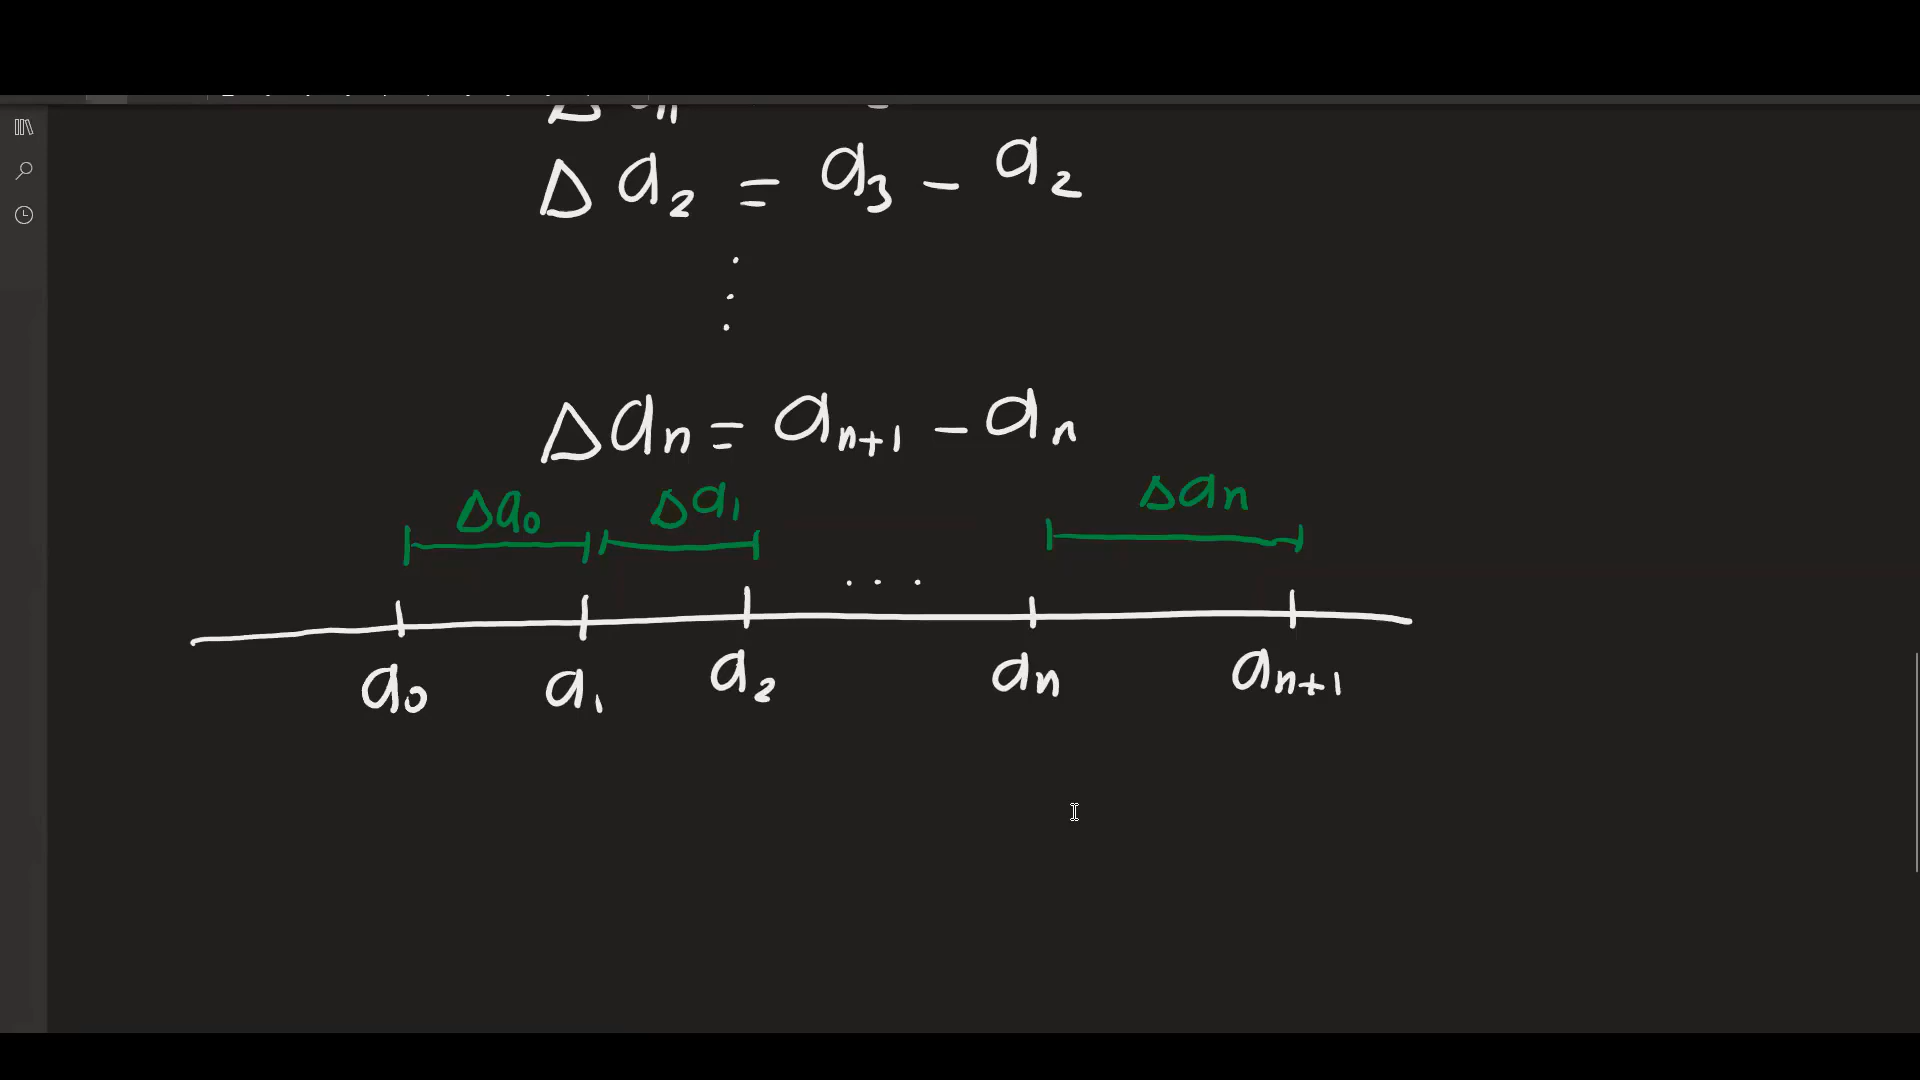 Δa₂ = a₃ − a₂
⋮
Δaₙ = aₙ₊₁ − aₙ
Δa₀ Δa₁ Δaₙ
...
a₀ a₁ a₂ aₙ aₙ₊₁